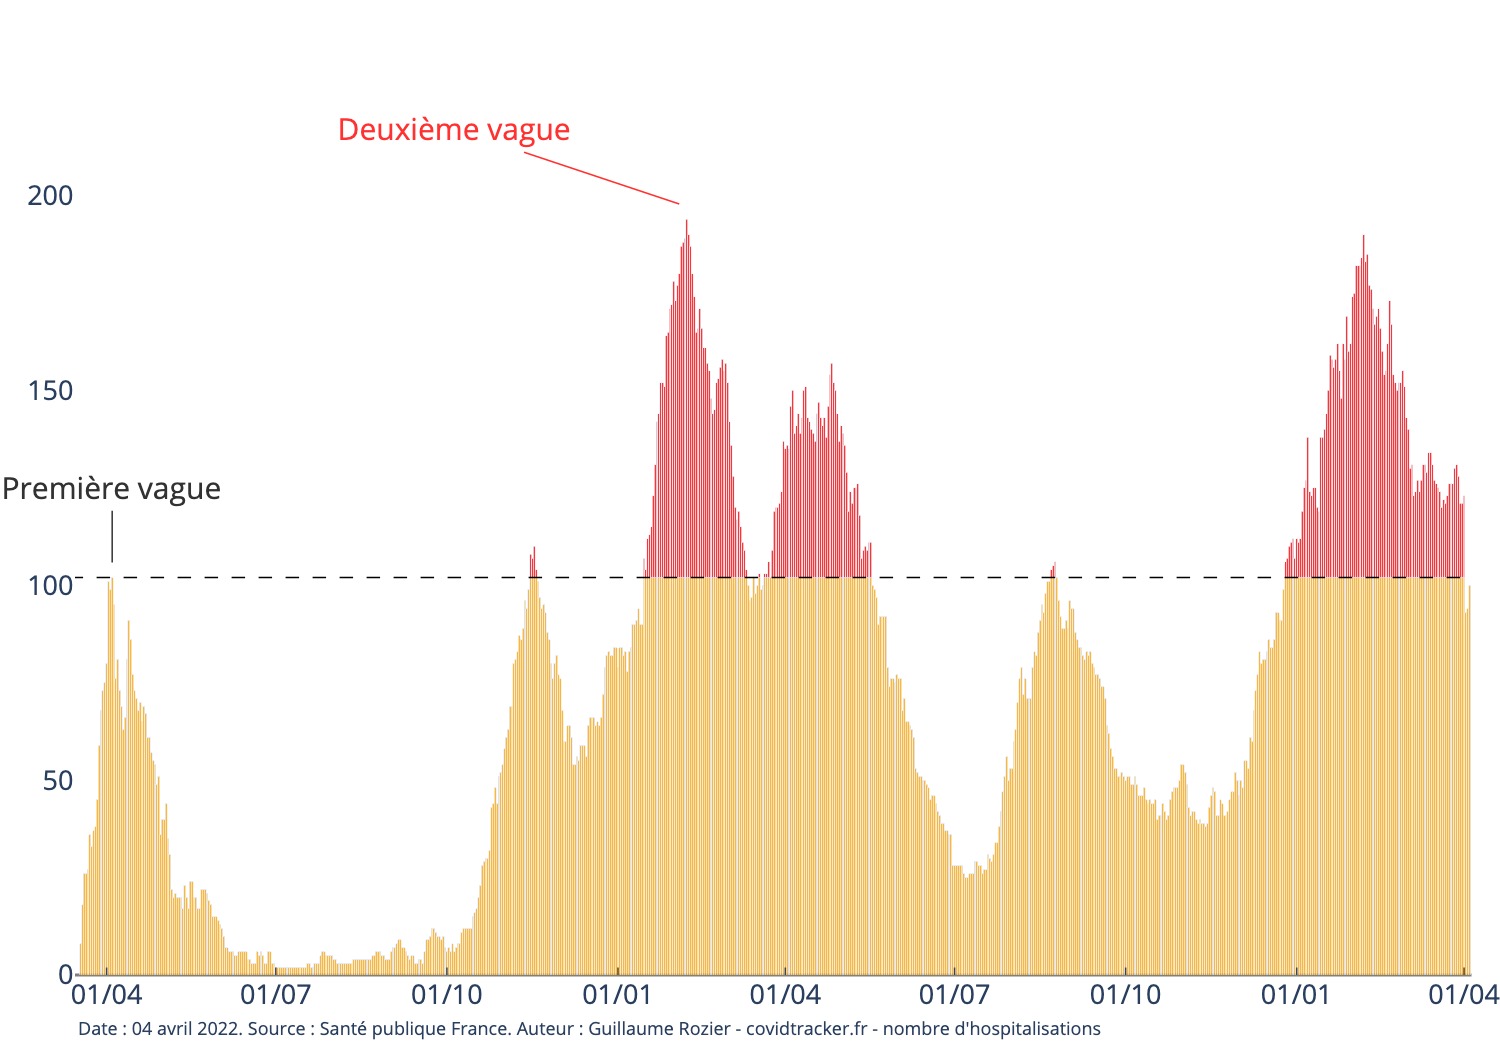 Deuxième vague
200
150
Première vague
100
50
0
01/04 01/07 01/10 01/01 01/04 01/07 01/10 01/01 01/04
Date : 04 avril 2022. Source : Santé publique France. Auteur : Guillaume Rozier - covidtracker.fr - nombre d'hospitalisations